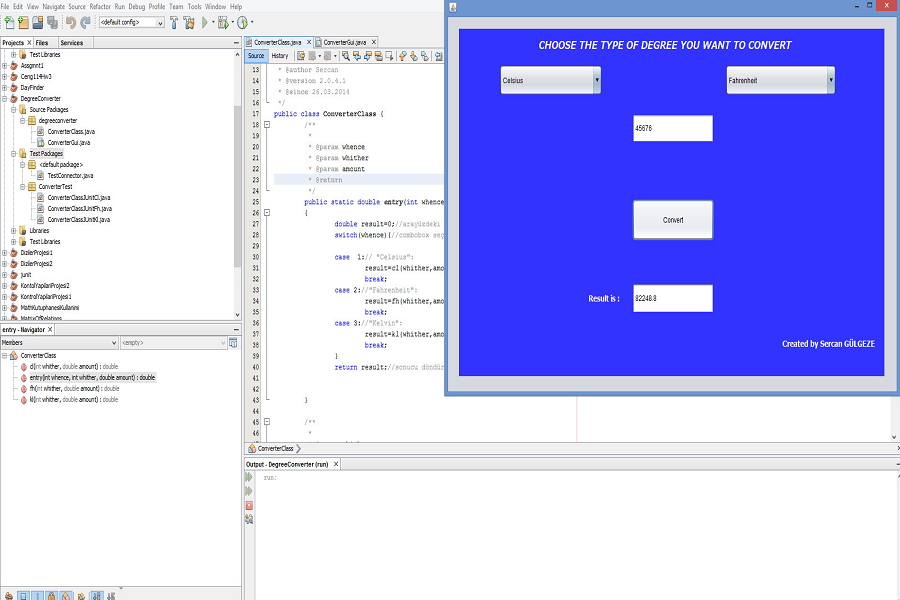 File Edit View Navigate Source Refactor Run Debug Profile Team Tools Window Help
<default config>
Projects X Files Services
Test Libraries
Assgmnt1
Ceng114Hw3
DayFinder
DegreeConverter
Source Packages
degreeconverter
ConverterClass.java
ConverterGui.java
Test Packages
<default package>
TestConnector.java
ConverterTest
ConverterClassJUnitCl.java
ConverterClassJUnitFh.java
ConverterClassJUnitKl.java
Libraries
Test Libraries
DizilerProjesi1
DizilerProjesi2
junit
KontolYapilariProjesi2
KontrolYapilariProjesi1
MathKutuphanesiKullanimi
MatrixOfRelations
entry - Navigator X
Members <empty>
ConverterClass
cl(int whither, double amount) : double
entry(int whence, int whither, double amount) : double
fh(int whither, double amount) : double
kl(int whither, double amount) : double
ConverterClass.java X ConverterGui.java X
Source History
13 * @author Sercan
14 * @version 2.0.4.1
15 * @since 26.03.2014
16 */
17 public class ConverterClass {
18 /**
19 *
20 * @param whence
21 * @param whither
22 * @param amount
23 * @return
24 */
25 public static double entry(int whence
26 {
27 double result=0;//arayüzdeki
28 switch(whence){//combobox seç
29
30 case 1:// "Celsius":
31 result=cl(whither,amo
32 break;
33 case 2://"Fahrenheit":
34 result=fh(whither,amo
35 break;
36 case 3://"Kelvin":
37 result=kl(whither,amo
38 break;
39 }
40 return result;//sonucu döndür
41
42
43 }
44
45 /**
46 *
ConverterClass
Output - DegreeConverter (run) X
run:
CHOOSE THE TYPE OF DEGREE YOU WANT TO CONVERT
Celsius Fahrenheit
45676
Convert
Result is : 82248.8
Created by Sercan GÜLGEZE